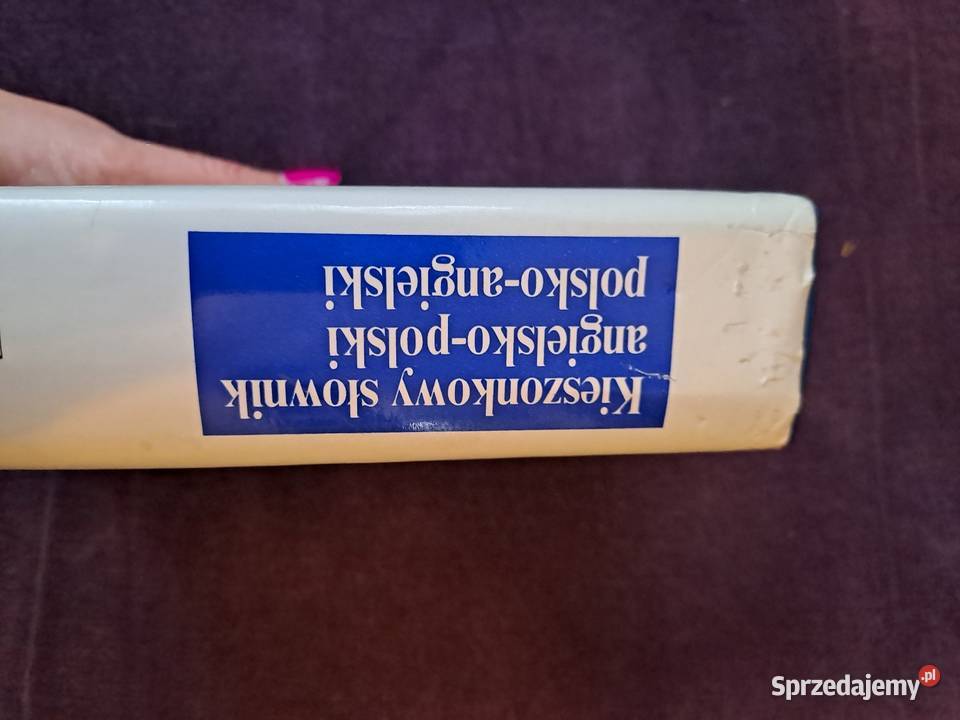 Kieszonkowy słownik
angielsko-polski
polsko-angielski
Sprzedajemy.pl